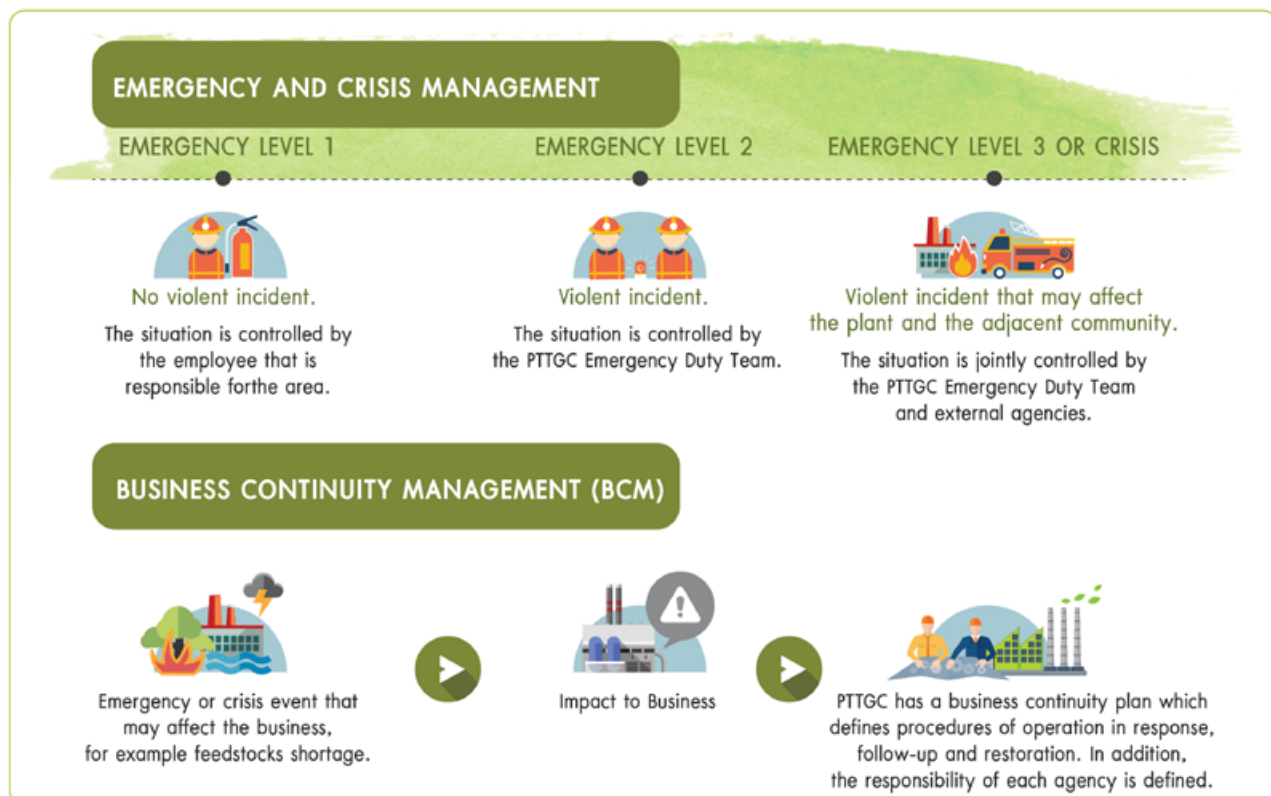 EMERGENCY AND CRISIS MANAGEMENT
EMERGENCY LEVEL 1
EMERGENCY LEVEL 2
EMERGENCY LEVEL 3 OR CRISIS
No violent incident.
The situation is controlled by
the employee that is
responsible forthe area.
Violent incident.
The situation is controlled by
the PTTGC Emergency Duty Team.
Violent incident that may affect
the plant and the adjacent community.
The situation is jointly controlled by
the PTTGC Emergency Duty Team
and external agencies.
BUSINESS CONTINUITY MANAGEMENT (BCM)
Emergency or crisis event that
may affect the business,
for example feedstocks shortage.
Impact to Business
PTTGC has a business continuity plan which
defines procedures of operation in response,
follow-up and restoration. In addition,
the responsibility of each agency is defined.